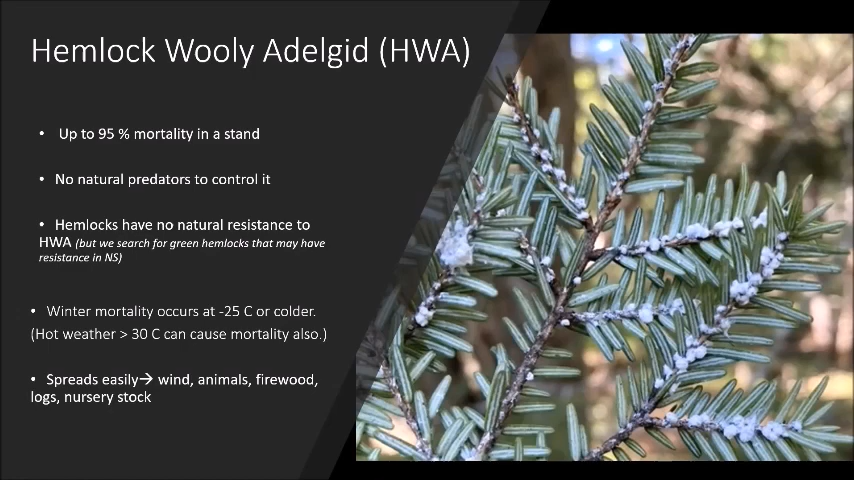 Hemlock Wooly Adelgid (HWA)
• Up to 95 % mortality in a stand
• No natural predators to control it
• Hemlocks have no natural resistance to
HWA (but we search for green hemlocks that may have
resistance in NS)
• Winter mortality occurs at -25 C or colder.
(Hot weather > 30 C can cause mortality also.)
• Spreads easily→ wind, animals, firewood,
logs, nursery stock